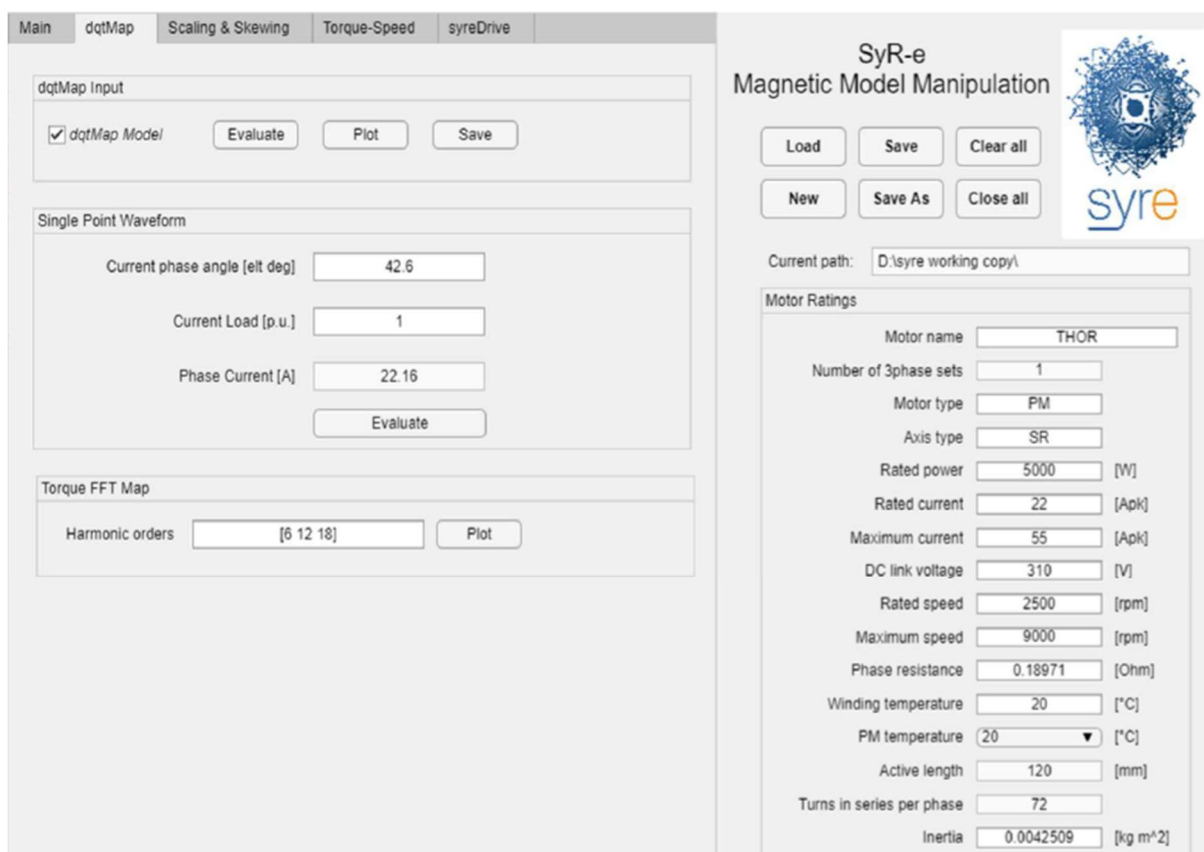 Main dqtMap Scaling & Skewing Torque-Speed syreDrive
dqtMap Input
dqtMap Model Evaluate Plot Save
Single Point Waveform
Current phase angle [elt deg] 42.6
Current Load [p.u.] 1
Phase Current [A] 22.16
Evaluate
Torque FFT Map
Harmonic orders [6 12 18] Plot
SyR-e
Magnetic Model Manipulation
Load Save Clear all
New Save As Close all
syre
Current path: D:\syre working copy\
Motor Ratings
Motor name THOR
Number of 3phase sets 1
Motor type PM
Axis type SR
Rated power 5000 [W]
Rated current 22 [Apk]
Maximum current 55 [Apk]
DC link voltage 310 [V]
Rated speed 2500 [rpm]
Maximum speed 9000 [rpm]
Phase resistance 0.18971 [Ohm]
Winding temperature 20 [°C]
PM temperature 20 [°C]
Active length 120 [mm]
Turns in series per phase 72
Inertia 0.0042509 [kg m^2]